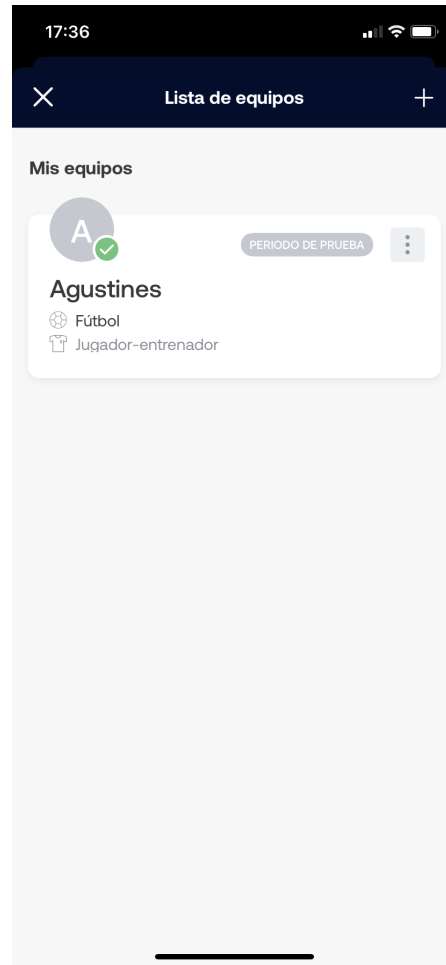 17:36
Lista de equipos
Mis equipos
A
PERIODO DE PRUEBA
Agustines
Fútbol
Jugador-entrenador